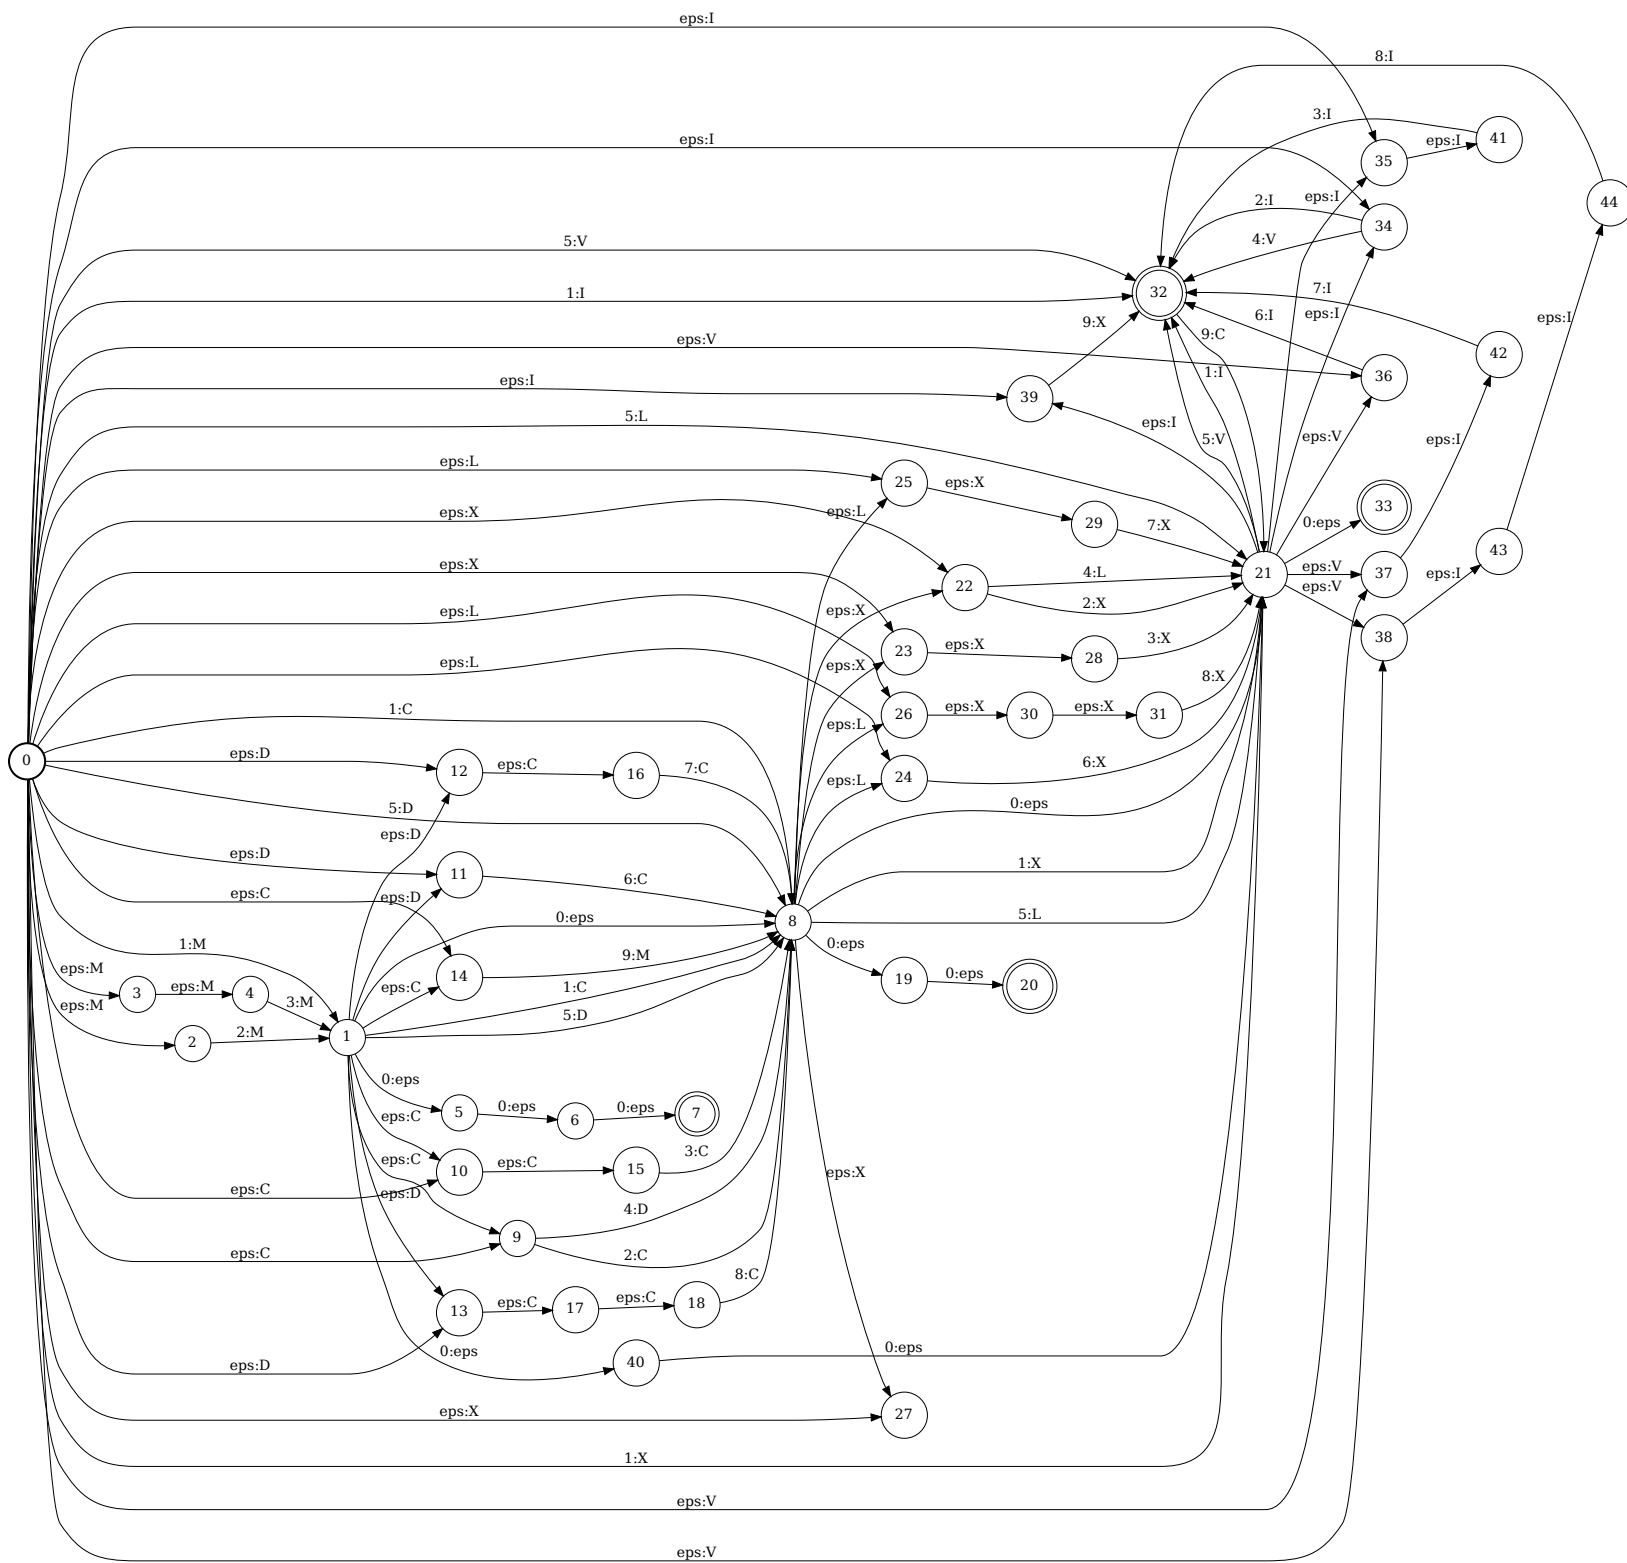 eps:I
8:I
3:I
41
eps:I
eps:I
35
eps:I
44
2:I
34
5:V
4:V
32
1:I
7:I
eps:I
6:I
9:X
9:C
eps:V
42
1:I
36
eps:I
39
5:L
eps:I
5:V
eps:V
eps:I
eps:L
25
eps:X
eps:X
eps:L
29
7:X
0:eps
33
eps:X
43
4:L
21
eps:V
37
eps:I
22
2:X
eps:V
eps:L
eps:X
38
23
eps:X
28
3:X
eps:L
eps:X
8:X
1:C
26
eps:X
30
eps:X
31
eps:L
0
eps:D
12
eps:C
16
7:C
6:X
eps:L
24
5:D
0:eps
eps:D
eps:D
11
6:C
1:X
eps:C
eps:D
0:eps
8
5:L
1:M
9:M
0:eps
eps:M
3
eps:M
4
eps:C
14
1:C
19
0:eps
20
eps:M
3:M
5:D
2
2:M
1
0:eps
5
0:eps
6
0:eps
7
eps:C
10
eps:C
15
3:C
eps:C
eps:C
eps:D
eps:X
4:D
9
eps:C
2:C
8:C
13
eps:C
17
eps:C
18
eps:D
0:eps
40
0:eps
eps:X
27
1:X
eps:V
eps:V